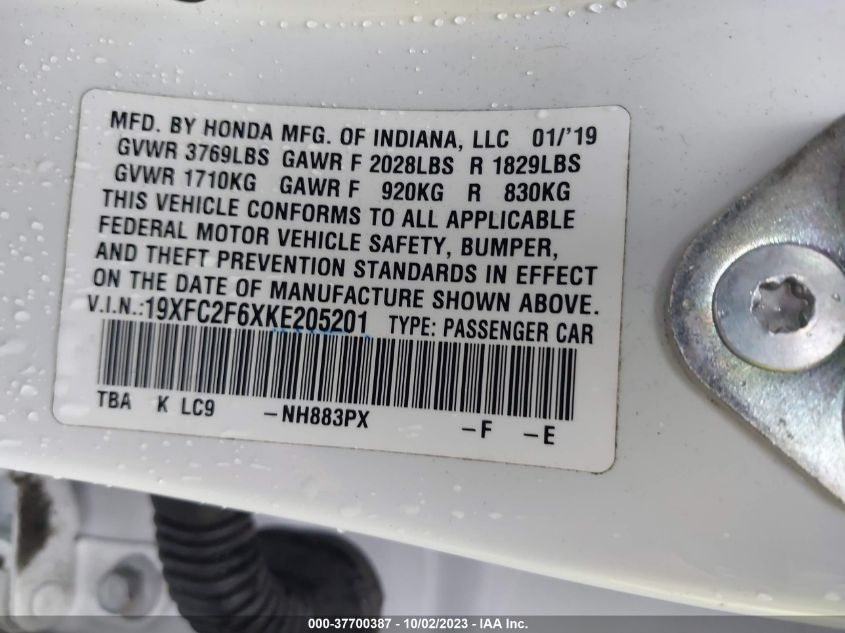 MFD. BY HONDA MFG. OF INDIANA, LLC 01/'19
GVWR 3769LBS GAWR F 2028LBS R 1829LBS
GVWR 1710KG GAWR F 920KG R 830KG
THIS VEHICLE CONFORMS TO ALL APPLICABLE
FEDERAL MOTOR VEHICLE SAFETY, BUMPER,
AND THEFT PREVENTION STANDARDS IN EFFECT
ON THE DATE OF MANUFACTURE SHOWN ABOVE.
V.I.N.:19XFC2F6XKE205201 TYPE: PASSENGER CAR
TBA K LC9 -NH883PX -F -E
000-37700387 - 10/02/2023 - IAA Inc.